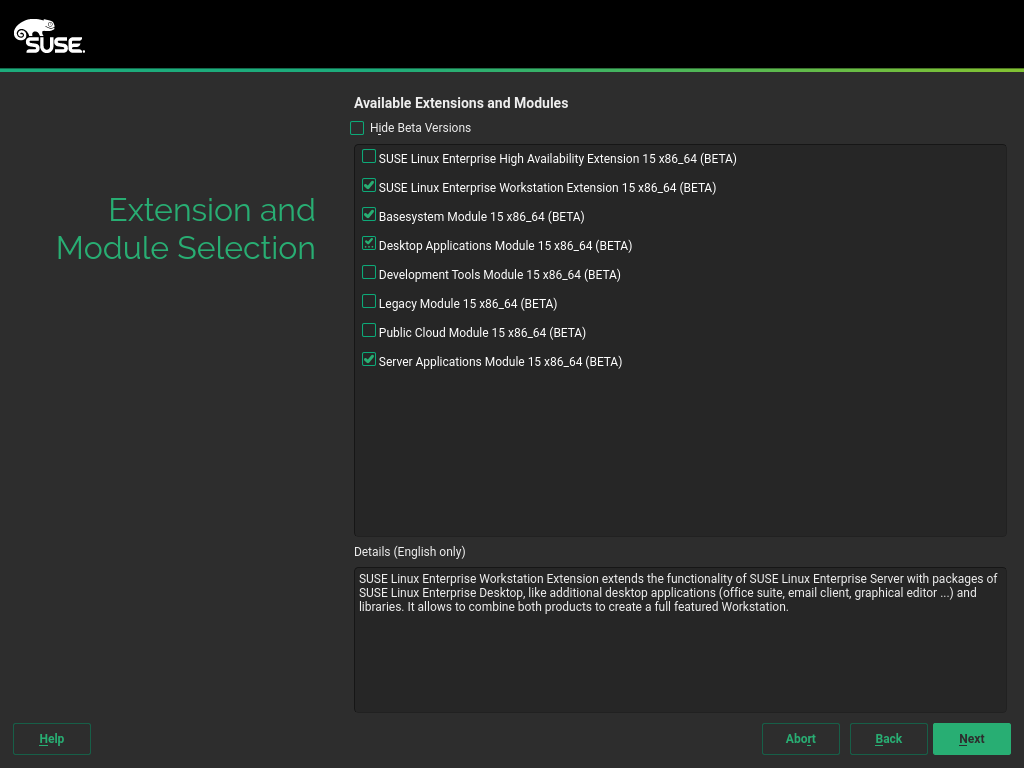 SUSE.
Available Extensions and Modules
Hide Beta Versions
SUSE Linux Enterprise High Availability Extension 15 x86_64 (BETA)
SUSE Linux Enterprise Workstation Extension 15 x86_64 (BETA)
Basesystem Module 15 x86_64 (BETA)
Desktop Applications Module 15 x86_64 (BETA)
Development Tools Module 15 x86_64 (BETA)
Legacy Module 15 x86_64 (BETA)
Public Cloud Module 15 x86_64 (BETA)
Server Applications Module 15 x86_64 (BETA)
Extension and
Module Selection
Details (English only)
SUSE Linux Enterprise Workstation Extension extends the functionality of SUSE Linux Enterprise Server with packages of
SUSE Linux Enterprise Desktop, like additional desktop applications (office suite, email client, graphical editor ...) and
libraries. It allows to combine both products to create a full featured Workstation.
Help
Abort
Back
Next